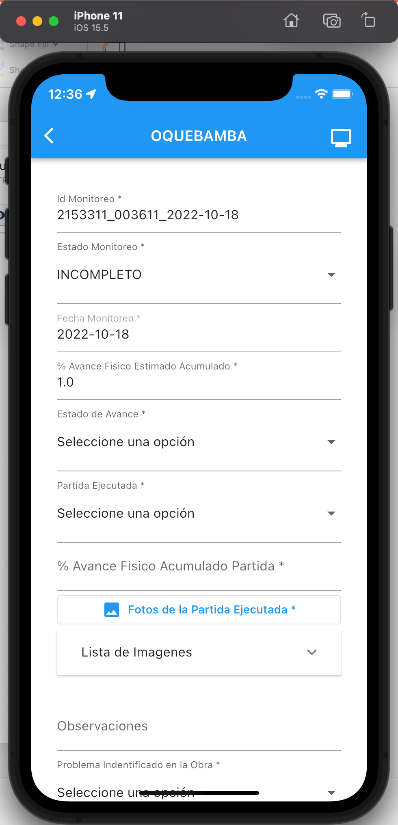 iPhone 11
iOS 15.5
Shape Fill
Sha
12:36
OQUEBAMBA
Id Monitoreo *
2153311_003611_2022-10-18
Estado Monitoreo *
INCOMPLETO
Fecha Monitoreo *
2022-10-18
% Avance Fisico Estimado Acumulado *
1.0
Estado de Avance *
Seleccione una opción
Partida Ejecutada *
Seleccione una opción
% Avance Fisico Acumulado Partida *
Fotos de la Partida Ejecutada *
Lista de Imagenes
Observaciones
Problema Indentificado en la Obra *
Seleccione una opción